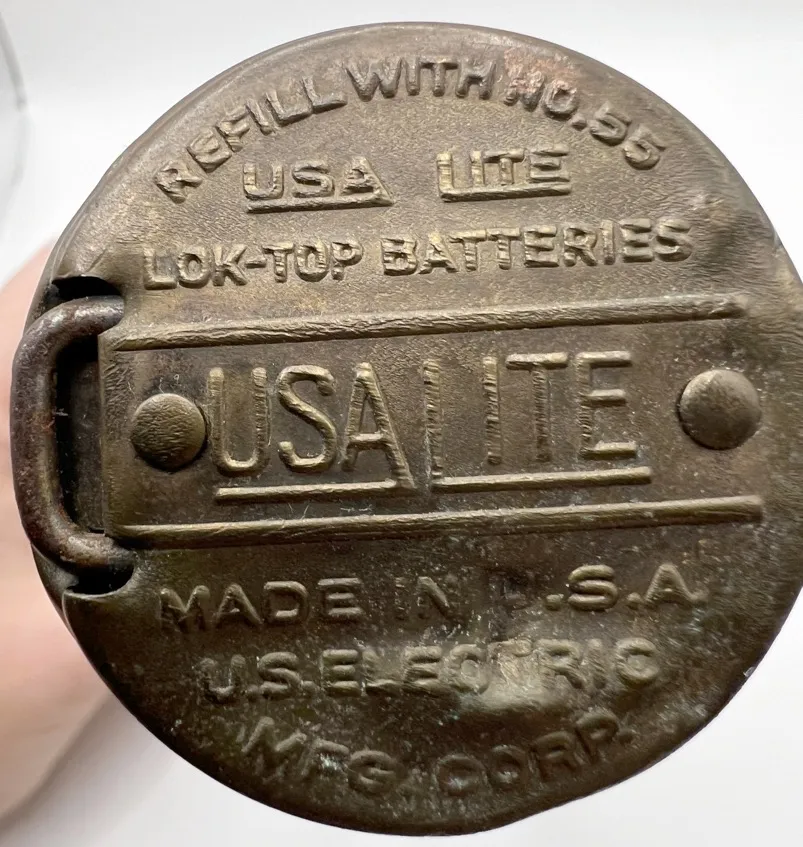 REFILL WITH NO.55
USA LITE
LOK-TOP BATTERIES
USA LITE
MADE IN U.S.A.
U.S. ELECTRIC
MFG. CORP.